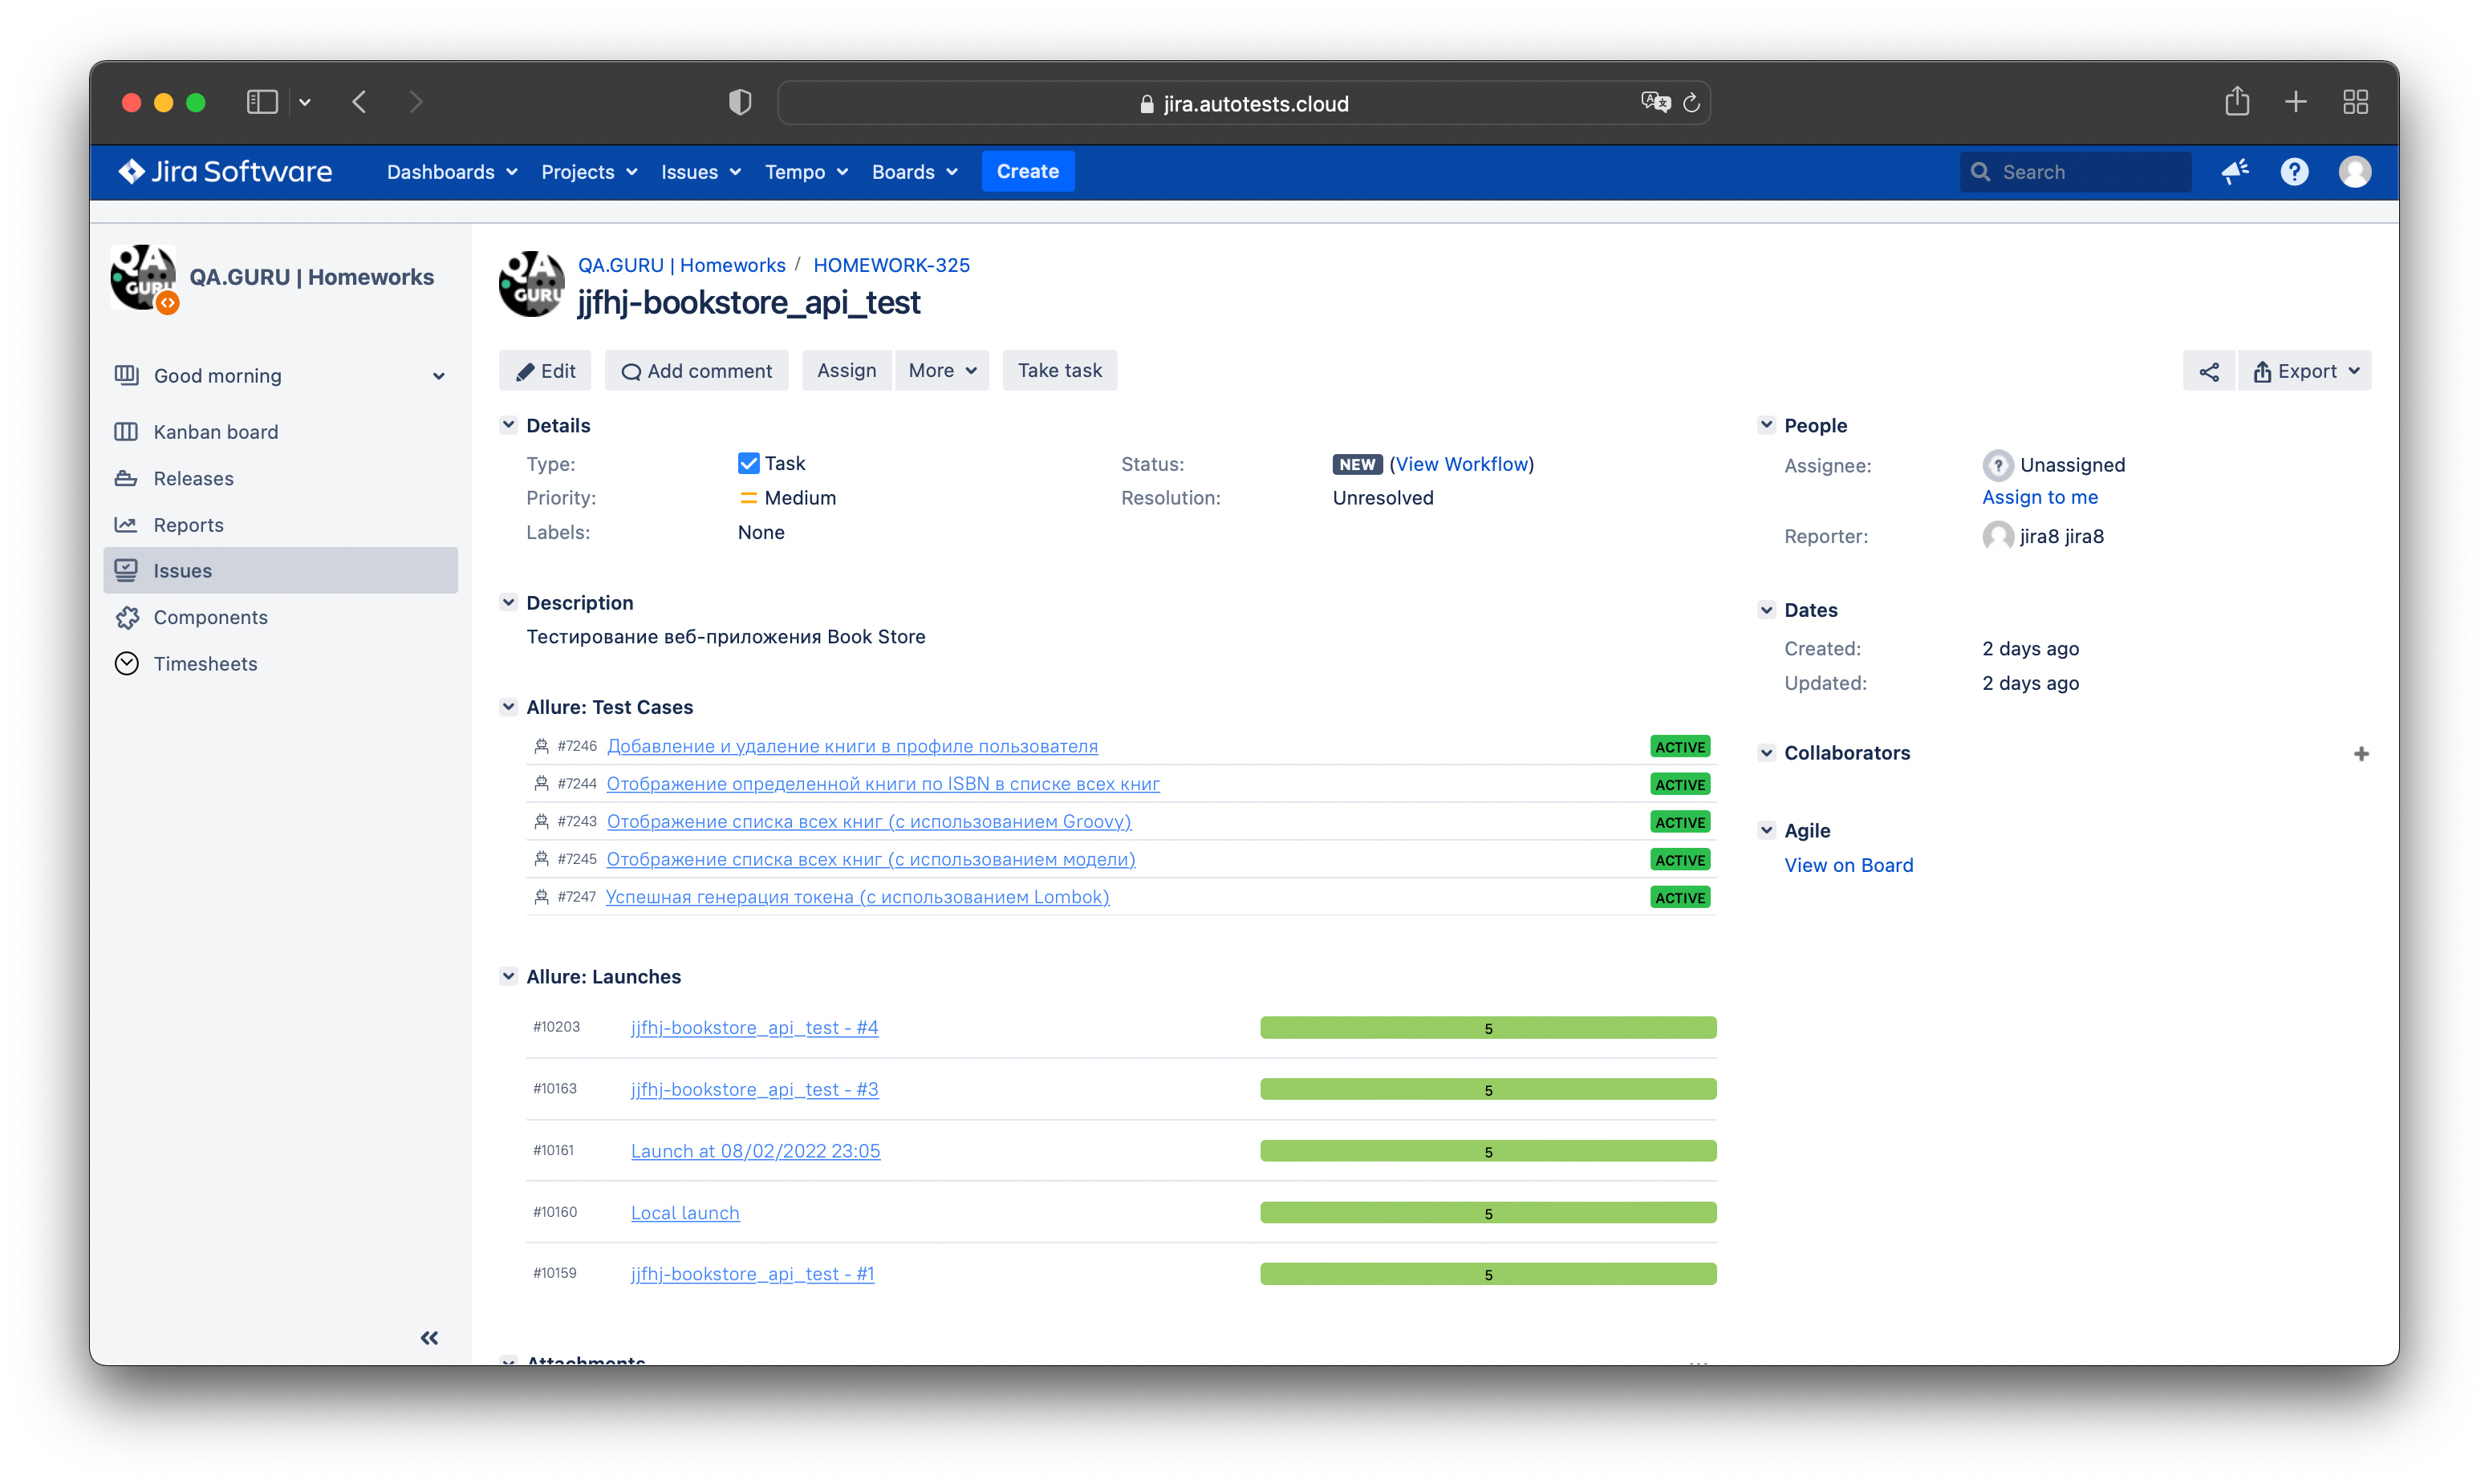 jira.autotests.cloud
Jira Software Dashboards Projects Issues Tempo Boards Create Search
QA.GURU | Homeworks
Good morning
Kanban board
Releases
Reports
Issues
Components
Timesheets
QA GURU
QA.GURU | Homeworks / HOMEWORK-325
jjfhj-bookstore_api_test
Edit Add comment Assign More Take task Export
Details
Type: Task Status: NEW (View Workflow)
Priority: Medium Resolution: Unresolved
Labels: None
Description
Тестирование веб-приложения Book Store
Allure: Test Cases
#7246 Добавление и удаление книги в профиле пользователя ACTIVE
#7244 Отображение определенной книги по ISBN в списке всех книг ACTIVE
#7243 Отображение списка всех книг (с использованием Groovy) ACTIVE
#7245 Отображение списка всех книг (с использованием модели) ACTIVE
#7247 Успешная генерация токена (с использованием Lombok) ACTIVE
Allure: Launches
#10203 jjfhj-bookstore_api_test - #4 5
#10163 jjfhj-bookstore_api_test - #3 5
#10161 Launch at 08/02/2022 23:05 5
#10160 Local launch 5
#10159 jjfhj-bookstore_api_test - #1 5
Attachments
People
Assignee: Unassigned
Assign to me
Reporter: jira8 jira8
Dates
Created: 2 days ago
Updated: 2 days ago
Collaborators
Agile
View on Board